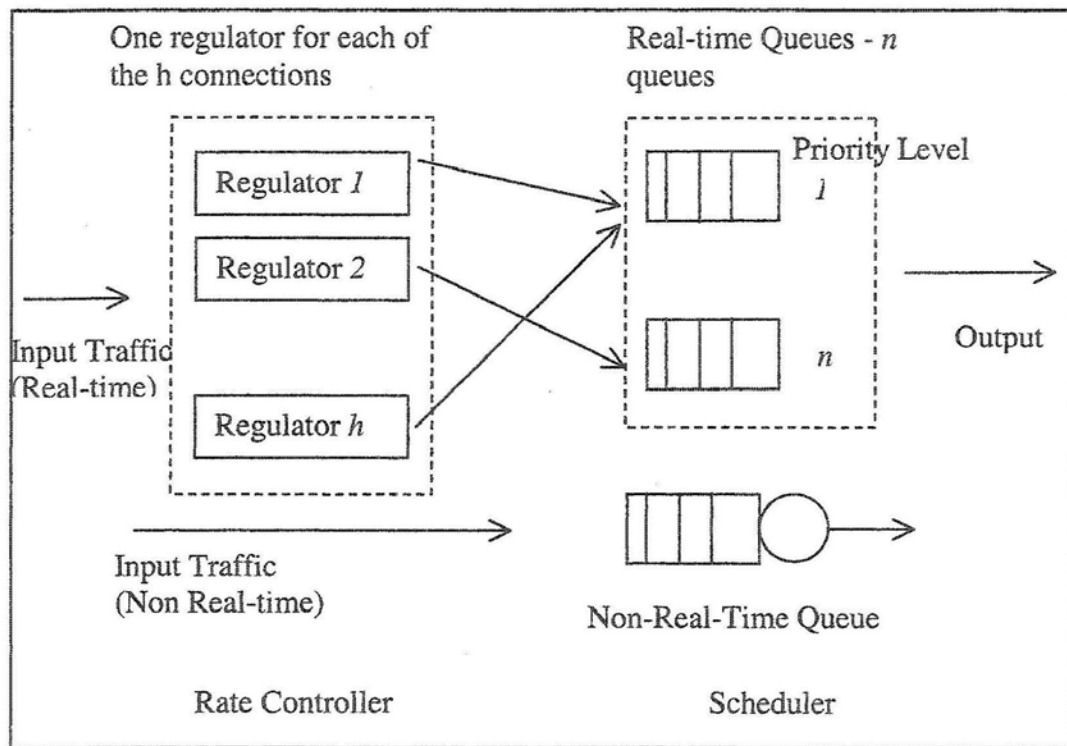 One regulator for each of
the h connections
Real-time Queues - n
queues
Regulator 1
Regulator 2
Regulator h
Priority Level
1
n
Input Traffic
(Real-time)
Output
Input Traffic
(Non Real-time)
Non-Real-Time Queue
Rate Controller
Scheduler